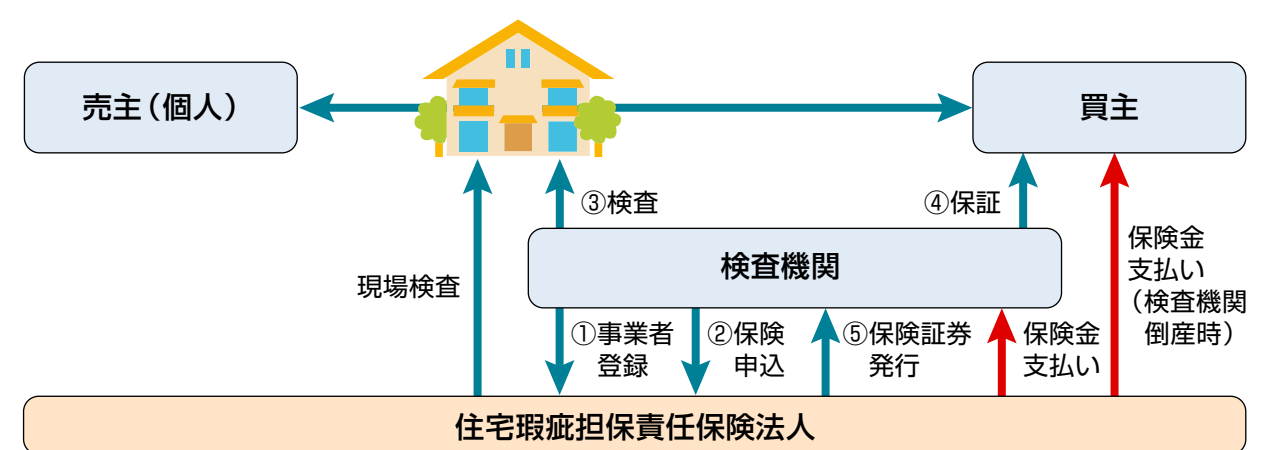 売主（個人）
買主
③検査
④保証
検査機関
現場検査
保険金
支払い
（検査機関
倒産時）
①事業者
登録
②保険
申込
⑤保険証券
発行
保険金
支払い
住宅瑕疵担保責任保険法人